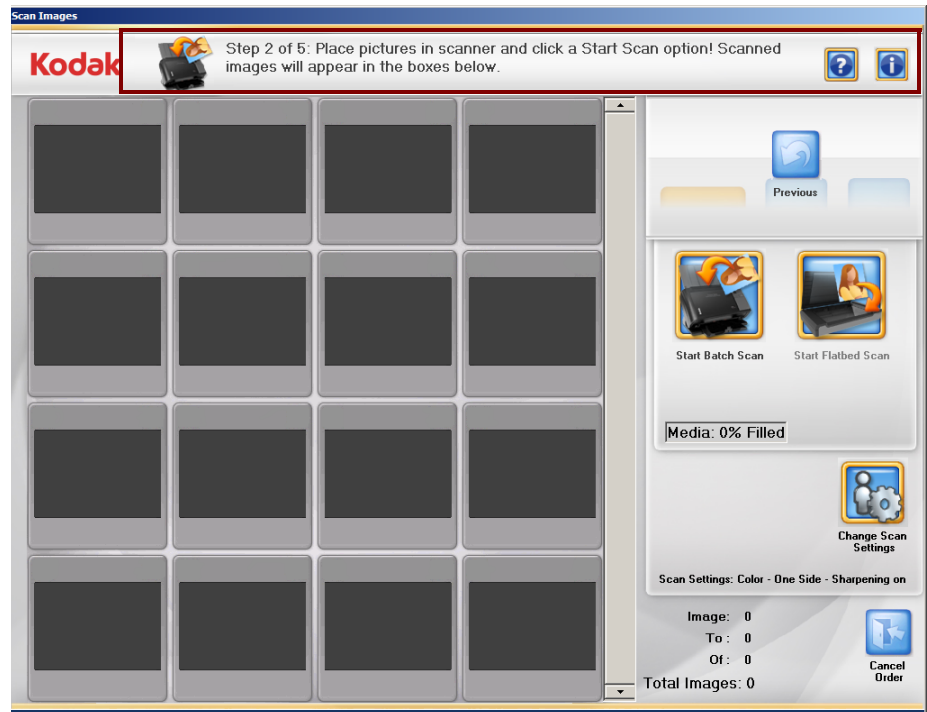 Scan Images
Kodak
Step 2 of 5: Place pictures in scanner and click a Start Scan option! Scanned
images will appear in the boxes below.
?
i
Previous
Start Batch Scan
Start Flatbed Scan
Media: 0% Filled
Change Scan
Settings
Scan Settings: Color - One Side - Sharpening on
Image: 0
To : 0
Of : 0
Total Images: 0
Cancel
Order